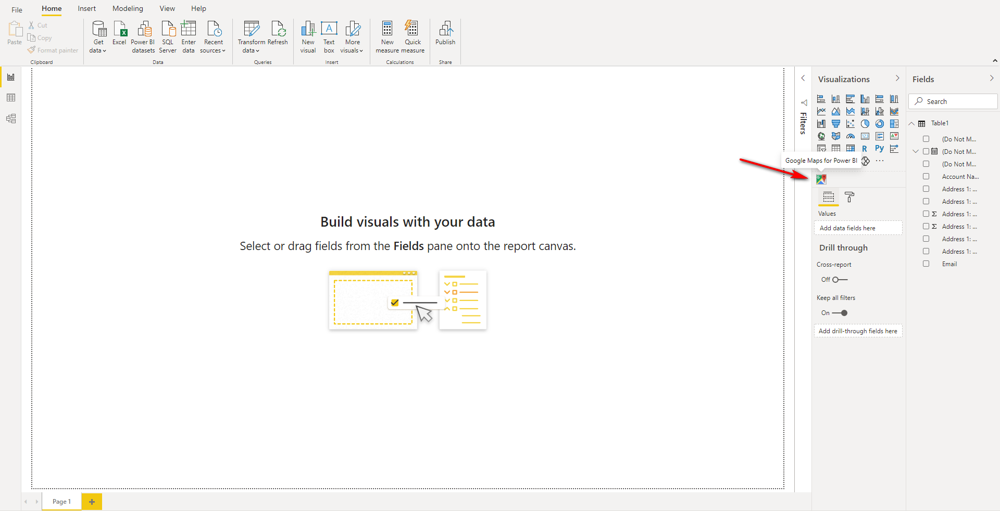 File
Home
Insert
Modeling
View
Help
Paste
Cut
Copy
Format painter
Clipboard
Get
data
Excel
Power BI
datasets
SQL
Server
Enter
data
Recent
sources
Data
Transform
data
Refresh
Queries
New
visual
Text
box
More
visuals
Insert
New
measure
Quick
measure
Calculations
Publish
Share
Build visuals with your data
Select or drag fields from the Fields pane onto the report canvas.
Page 1
Filters
Visualizations
R
Py
Google Maps for Power BI
Values
Add data fields here
Drill through
Cross-report
Off
Keep all filters
On
Add drill-through fields here
Fields
Search
Table1
(Do Not M...
(Do Not M...
(Do Not M...
Account Na...
Address 1: ...
Address 1: ...
Address 1: ...
Address 1: ...
Address 1: ...
Address 1: ...
Email